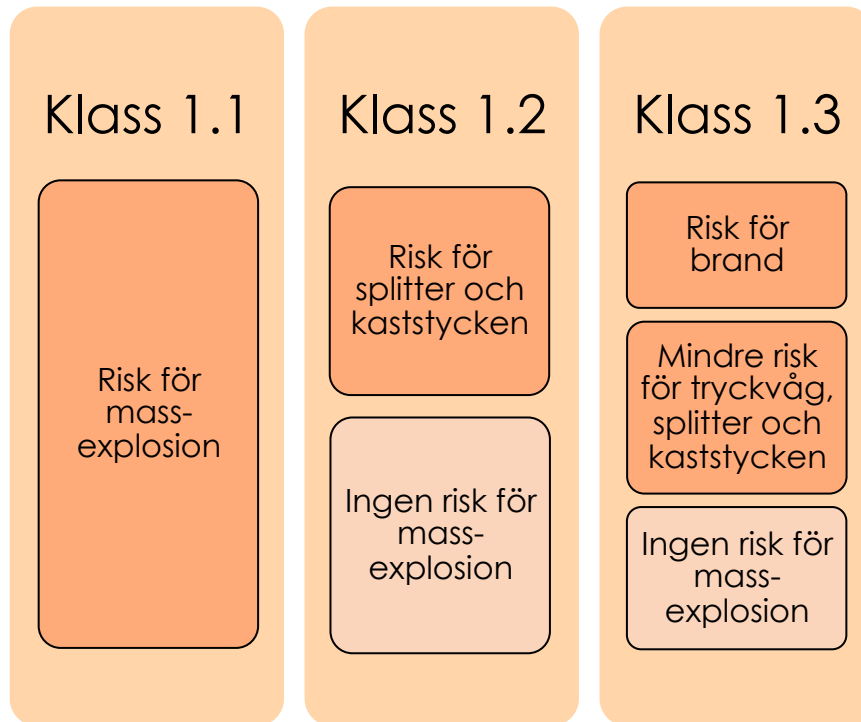 Klass 1.1
Risk för
mass-
explosion
Klass 1.2
Risk för
splitter och
kaststycken
Ingen risk för
mass-
explosion
Klass 1.3
Risk för
brand
Mindre risk
för tryckvåg,
splitter och
kaststycken
Ingen risk för
mass-
explosion